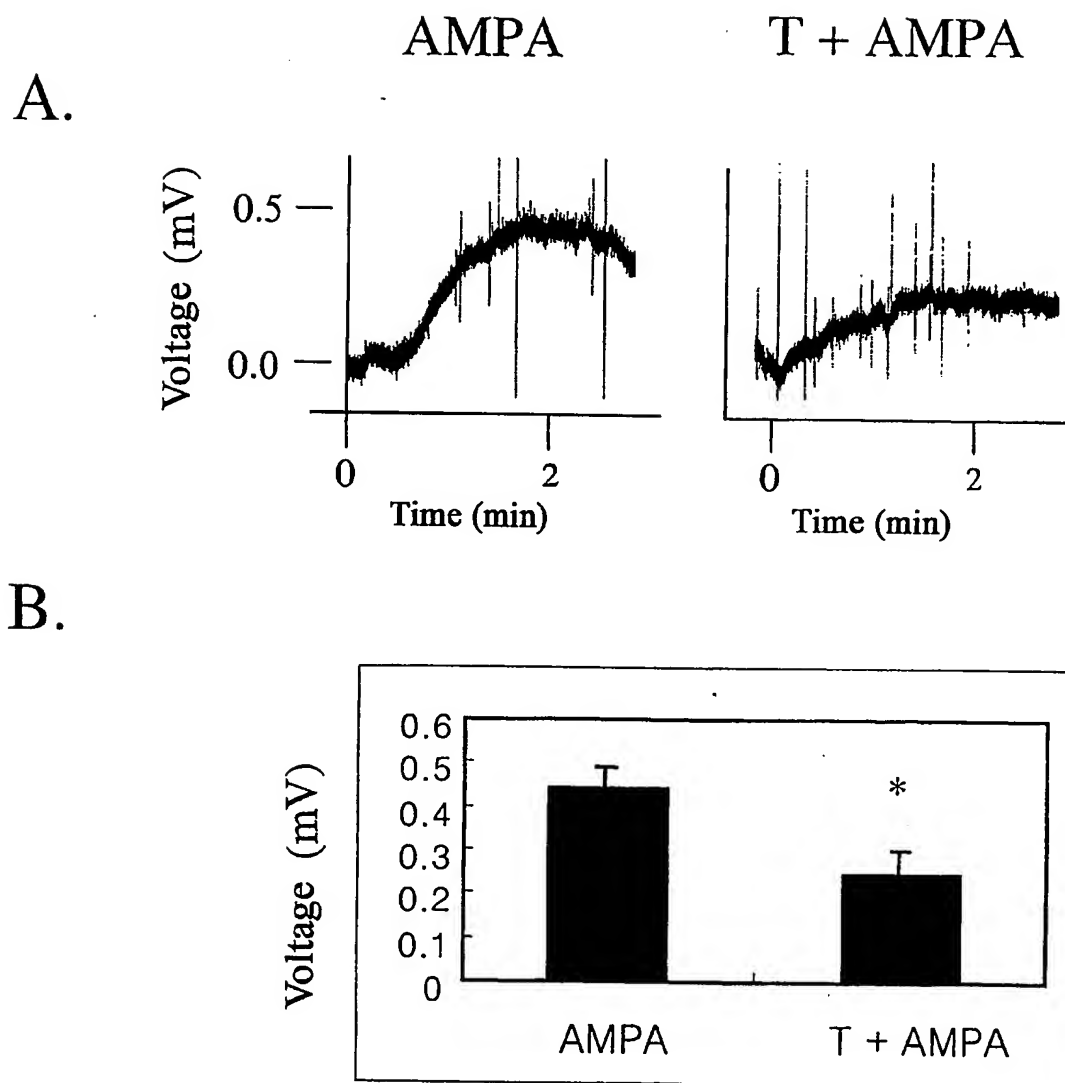 AMPA
T + AMPA
A.
Voltage (mV)
0.5
0.0
0
2
Time (min)
0
2
Time (min)
B.
Voltage (mV)
0.6
0.5
0.4
0.3
0.2
0.1
0
*
AMPA
T + AMPA